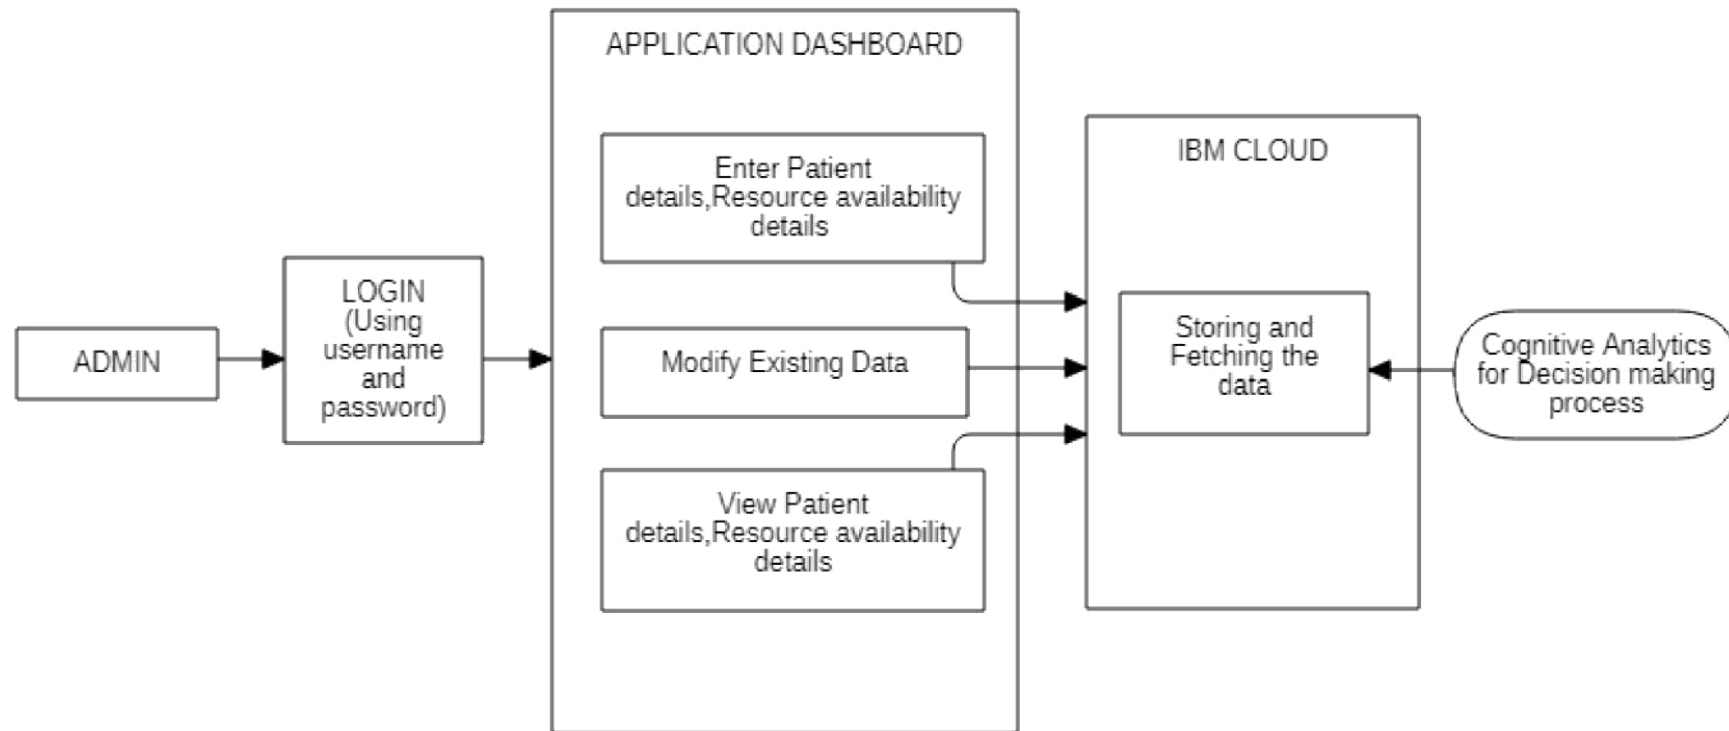 APPLICATION DASHBOARD
Enter Patient
details,Resource availability
details
IBM CLOUD
LOGIN
(Using
username
and
password)
ADMIN
Modify Existing Data
Storing and
Fetching the
data
Cognitive Analytics
for Decision making
process
View Patient
details,Resource availability
details